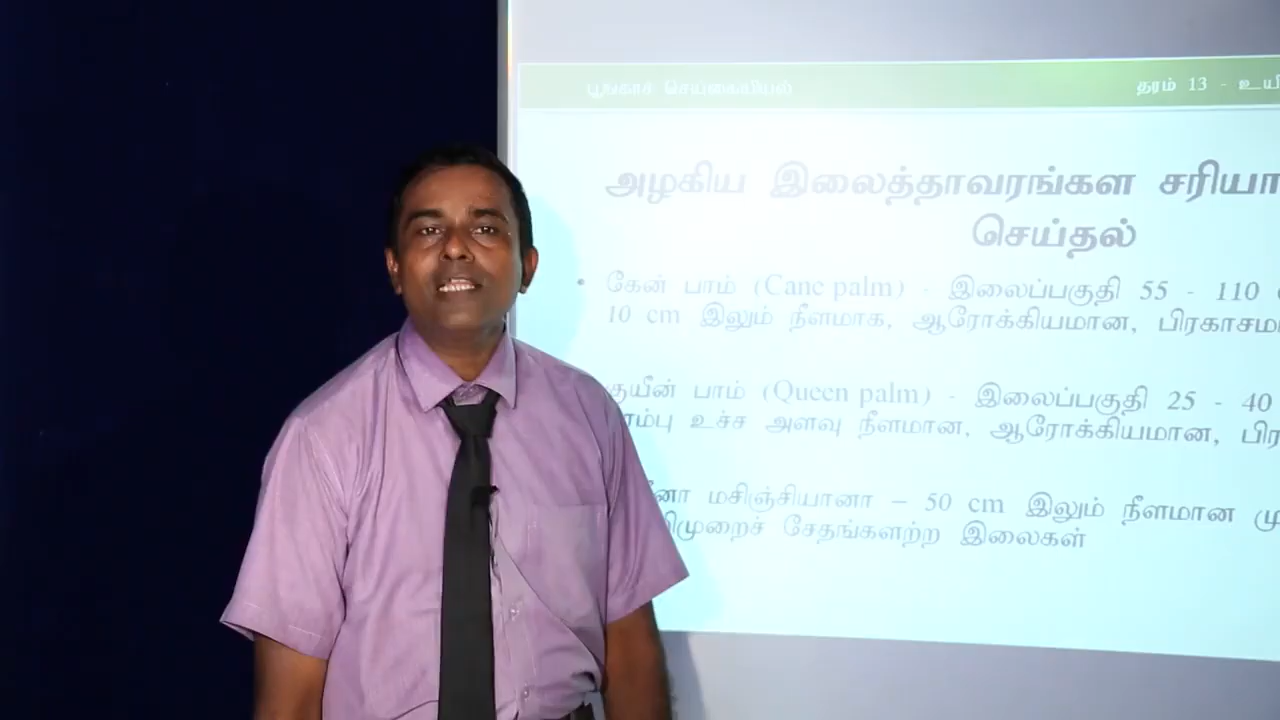 பூங்கச் செய்கையியல்
தரம் 13 - உயி
அழகிய இலைத்தாவரங்கள சரியா
செய்தல்
• கேன் பாம் (Cane palm) - இலைப்பகுதி 55 - 110
10 cm இலும் நீளமாக, ஆரோக்கியமான, பிரகாசமா
குயீன் பாம் (Queen palm) - இலைப்பகுதி 25 - 40
ரம்பு உச்ச அளவு நீளமான, ஆரோக்கியமான, பிர
னா மசிஞ்சியானா – 50 cm இலும் நீளமான மு
ிமுறைச் சேதங்களற்ற இலைகள்